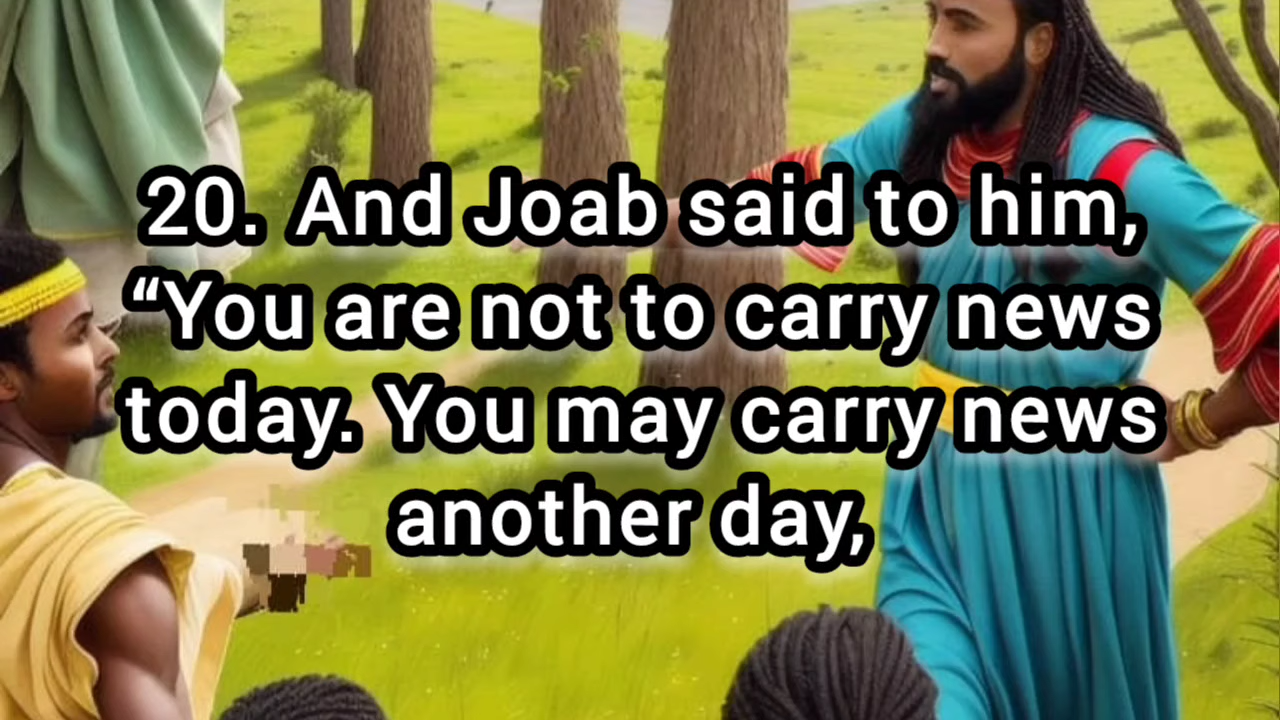 20. And Joab said to him,
“You are not to carry news
today. You may carry news
another day,